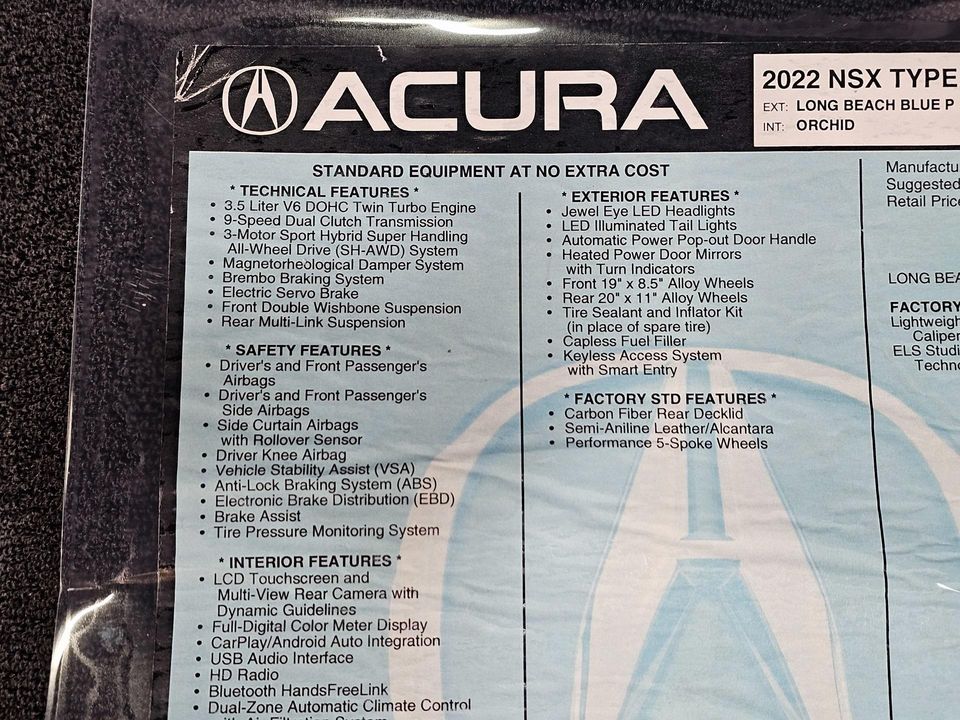 ACURA
2022 NSX TYPE
EXT: LONG BEACH BLUE P
INT: ORCHID
STANDARD EQUIPMENT AT NO EXTRA COST
* TECHNICAL FEATURES *
• 3.5 Liter V6 DOHC Twin Turbo Engine
• 9-Speed Dual Clutch Transmission
• 3-Motor Sport Hybrid Super Handling
All-Wheel Drive (SH-AWD) System
• Magnetorheological Damper System
• Brembo Braking System
• Electric Servo Brake
• Front Double Wishbone Suspension
• Rear Multi-Link Suspension
* SAFETY FEATURES *
• Driver's and Front Passenger's
Airbags
• Driver's and Front Passenger's
Side Airbags
• Side Curtain Airbags
with Rollover Sensor
• Driver Knee Airbag
• Vehicle Stability Assist (VSA)
• Anti-Lock Braking System (ABS)
• Electronic Brake Distribution (EBD)
• Brake Assist
• Tire Pressure Monitoring System
* INTERIOR FEATURES *
• LCD Touchscreen and
Multi-View Rear Camera with
Dynamic Guidelines
• Full-Digital Color Meter Display
• CarPlay/Android Auto Integration
• USB Audio Interface
• HD Radio
• Bluetooth HandsFreeLink
• Dual-Zone Automatic Climate Control
with Air Filtration System
* EXTERIOR FEATURES *
• Jewel Eye LED Headlights
• LED Illuminated Tail Lights
• Automatic Power Pop-out Door Handle
• Heated Power Door Mirrors
with Turn Indicators
• Front 19" x 8.5" Alloy Wheels
• Rear 20" x 11" Alloy Wheels
• Tire Sealant and Inflator Kit
(in place of spare tire)
• Capless Fuel Filler
• Keyless Access System
with Smart Entry
* FACTORY STD FEATURES *
• Carbon Fiber Rear Decklid
• Semi-Aniline Leather/Alcantara
• Performance 5-Spoke Wheels
Manufactu
Suggested
Retail Price
LONG BEA
FACTORY
Lightweigh
Caliper
ELS Studi
Techno